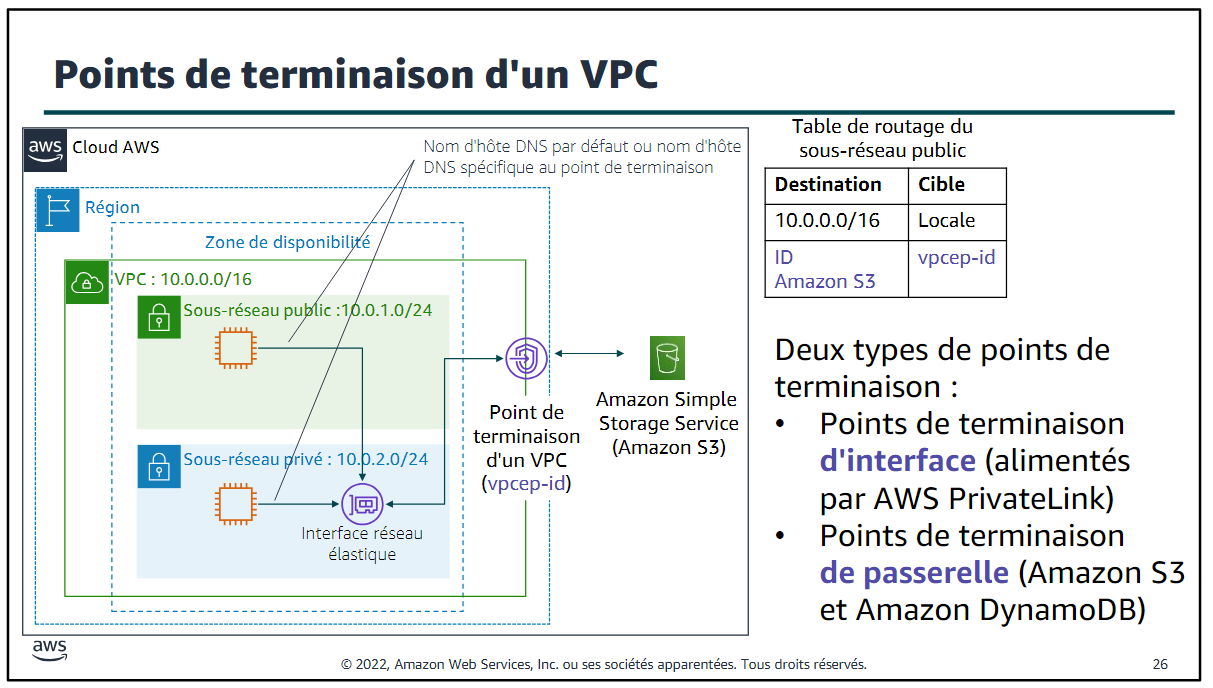 Points de terminaison d'un VPC
aws
Cloud AWS
Nom d'hôte DNS par défaut ou nom d'hôte
DNS spécifique au point de terminaison
Région
Zone de disponibilité
VPC : 10.0.0.0/16
Sous-réseau public :10.0.1.0/24
Sous-réseau privé : 10.0.2.0/24
Interface réseau
élastique
Point de
terminaison
d'un VPC
(vpcep-id)
Amazon Simple
Storage Service
(Amazon S3)
Table de routage du
sous-réseau public
Destination Cible
10.0.0.0/16 Locale
ID vpcep-id
Amazon S3
Deux types de points de
terminaison :
• Points de terminaison
d'interface (alimentés
par AWS PrivateLink)
• Points de terminaison
de passerelle (Amazon S3
et Amazon DynamoDB)
aws
© 2022, Amazon Web Services, Inc. ou ses sociétés apparentées. Tous droits réservés.
26